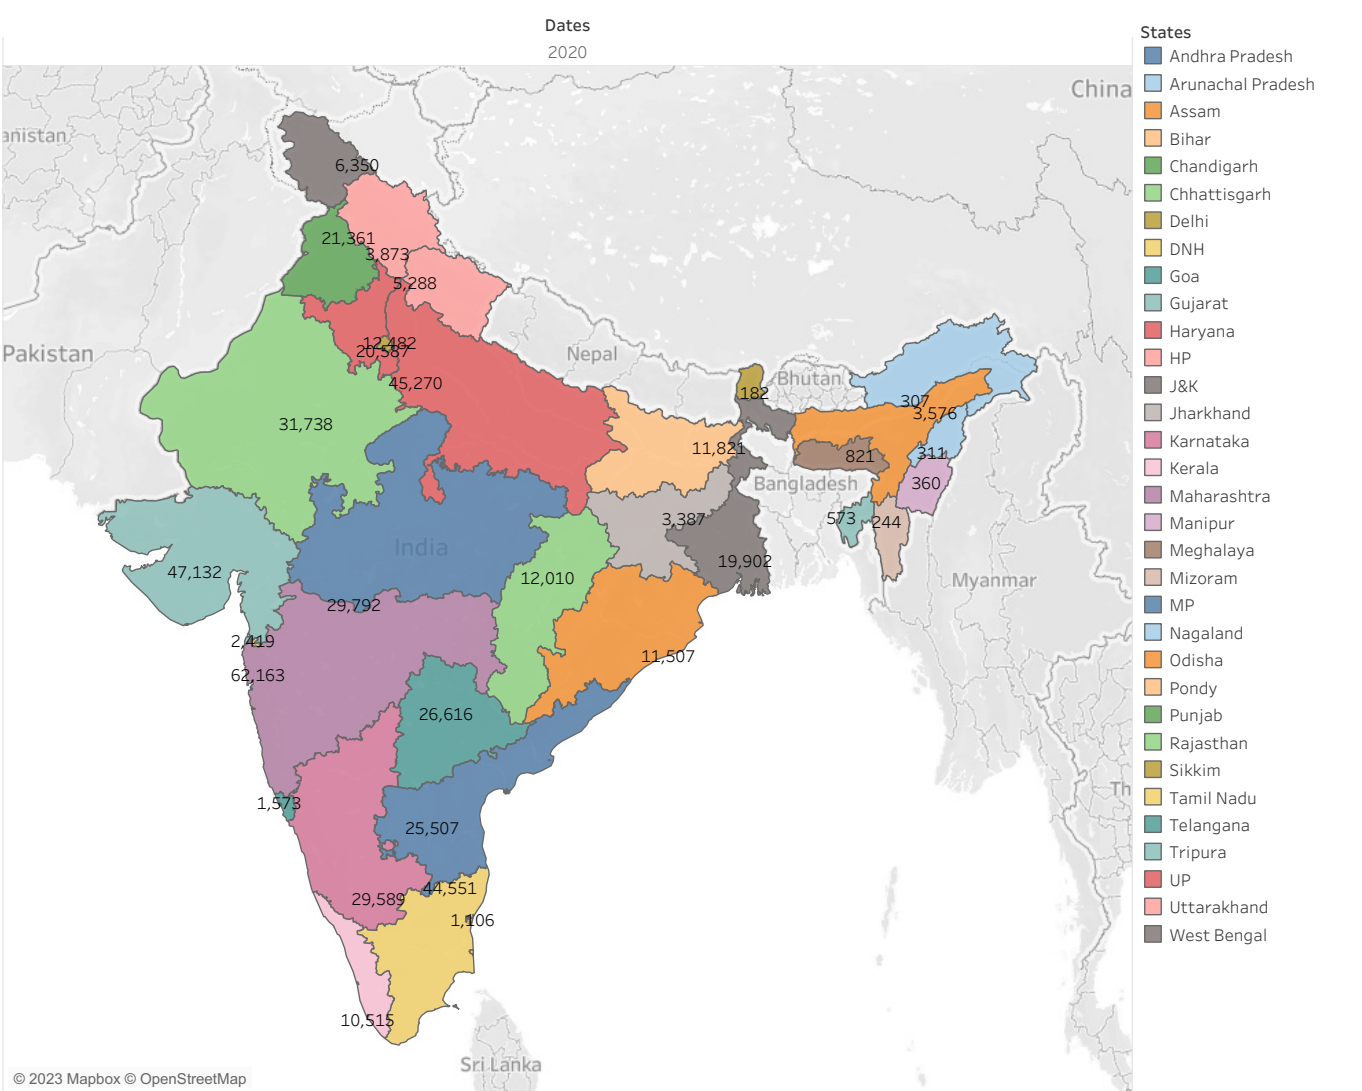 Dates
2020
China
anistan
6,350
21,361
3,873
5,288
Pakistan
12,482
20,587
Nepal
45,270
Bhutan
182
307
3,576
31,738
11,821
821
311
360
Bangladesh
3,387
573
244
India
47,132
12,010
19,902
Myanmar
29,792
2,419
62,163
11,507
26,616
1,573
Th
25,507
44,551
29,589
1,106
10,515
Sri Lanka
© 2023 Mapbox © OpenStreetMap
States
Andhra Pradesh
Arunachal Pradesh
Assam
Bihar
Chandigarh
Chhattisgarh
Delhi
DNH
Goa
Gujarat
Haryana
HP
J&K
Jharkhand
Karnataka
Kerala
Maharashtra
Manipur
Meghalaya
Mizoram
MP
Nagaland
Odisha
Pondy
Punjab
Rajasthan
Sikkim
Tamil Nadu
Telangana
Tripura
UP
Uttarakhand
West Bengal